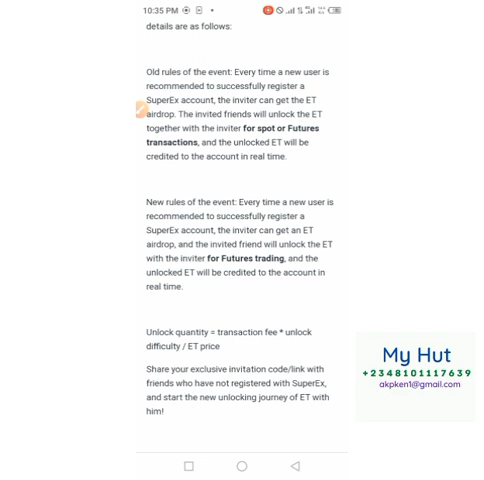 10:35 PM
details are as follows:
Old rules of the event: Every time a new user is
recommended to successfully register a
SuperEx account, the inviter can get the ET
airdrop. The invited friends will unlock the ET
together with the inviter for spot or Futures
transactions, and the unlocked ET will be
credited to the account in real time.
New rules of the event: Every time a new user is
recommended to successfully register a
SuperEx account, the inviter can get an ET
airdrop, and the invited friend will unlock the ET
with the inviter for Futures trading, and the
unlocked ET will be credited to the account in
real time.
Unlock quantity = transaction fee * unlock
difficulty / ET price
Share your exclusive invitation code/link with
friends who have not registered with SuperEx,
and start the new unlocking journey of ET with
him!
My Hut
+2348101117639
akpken1@gmail.com